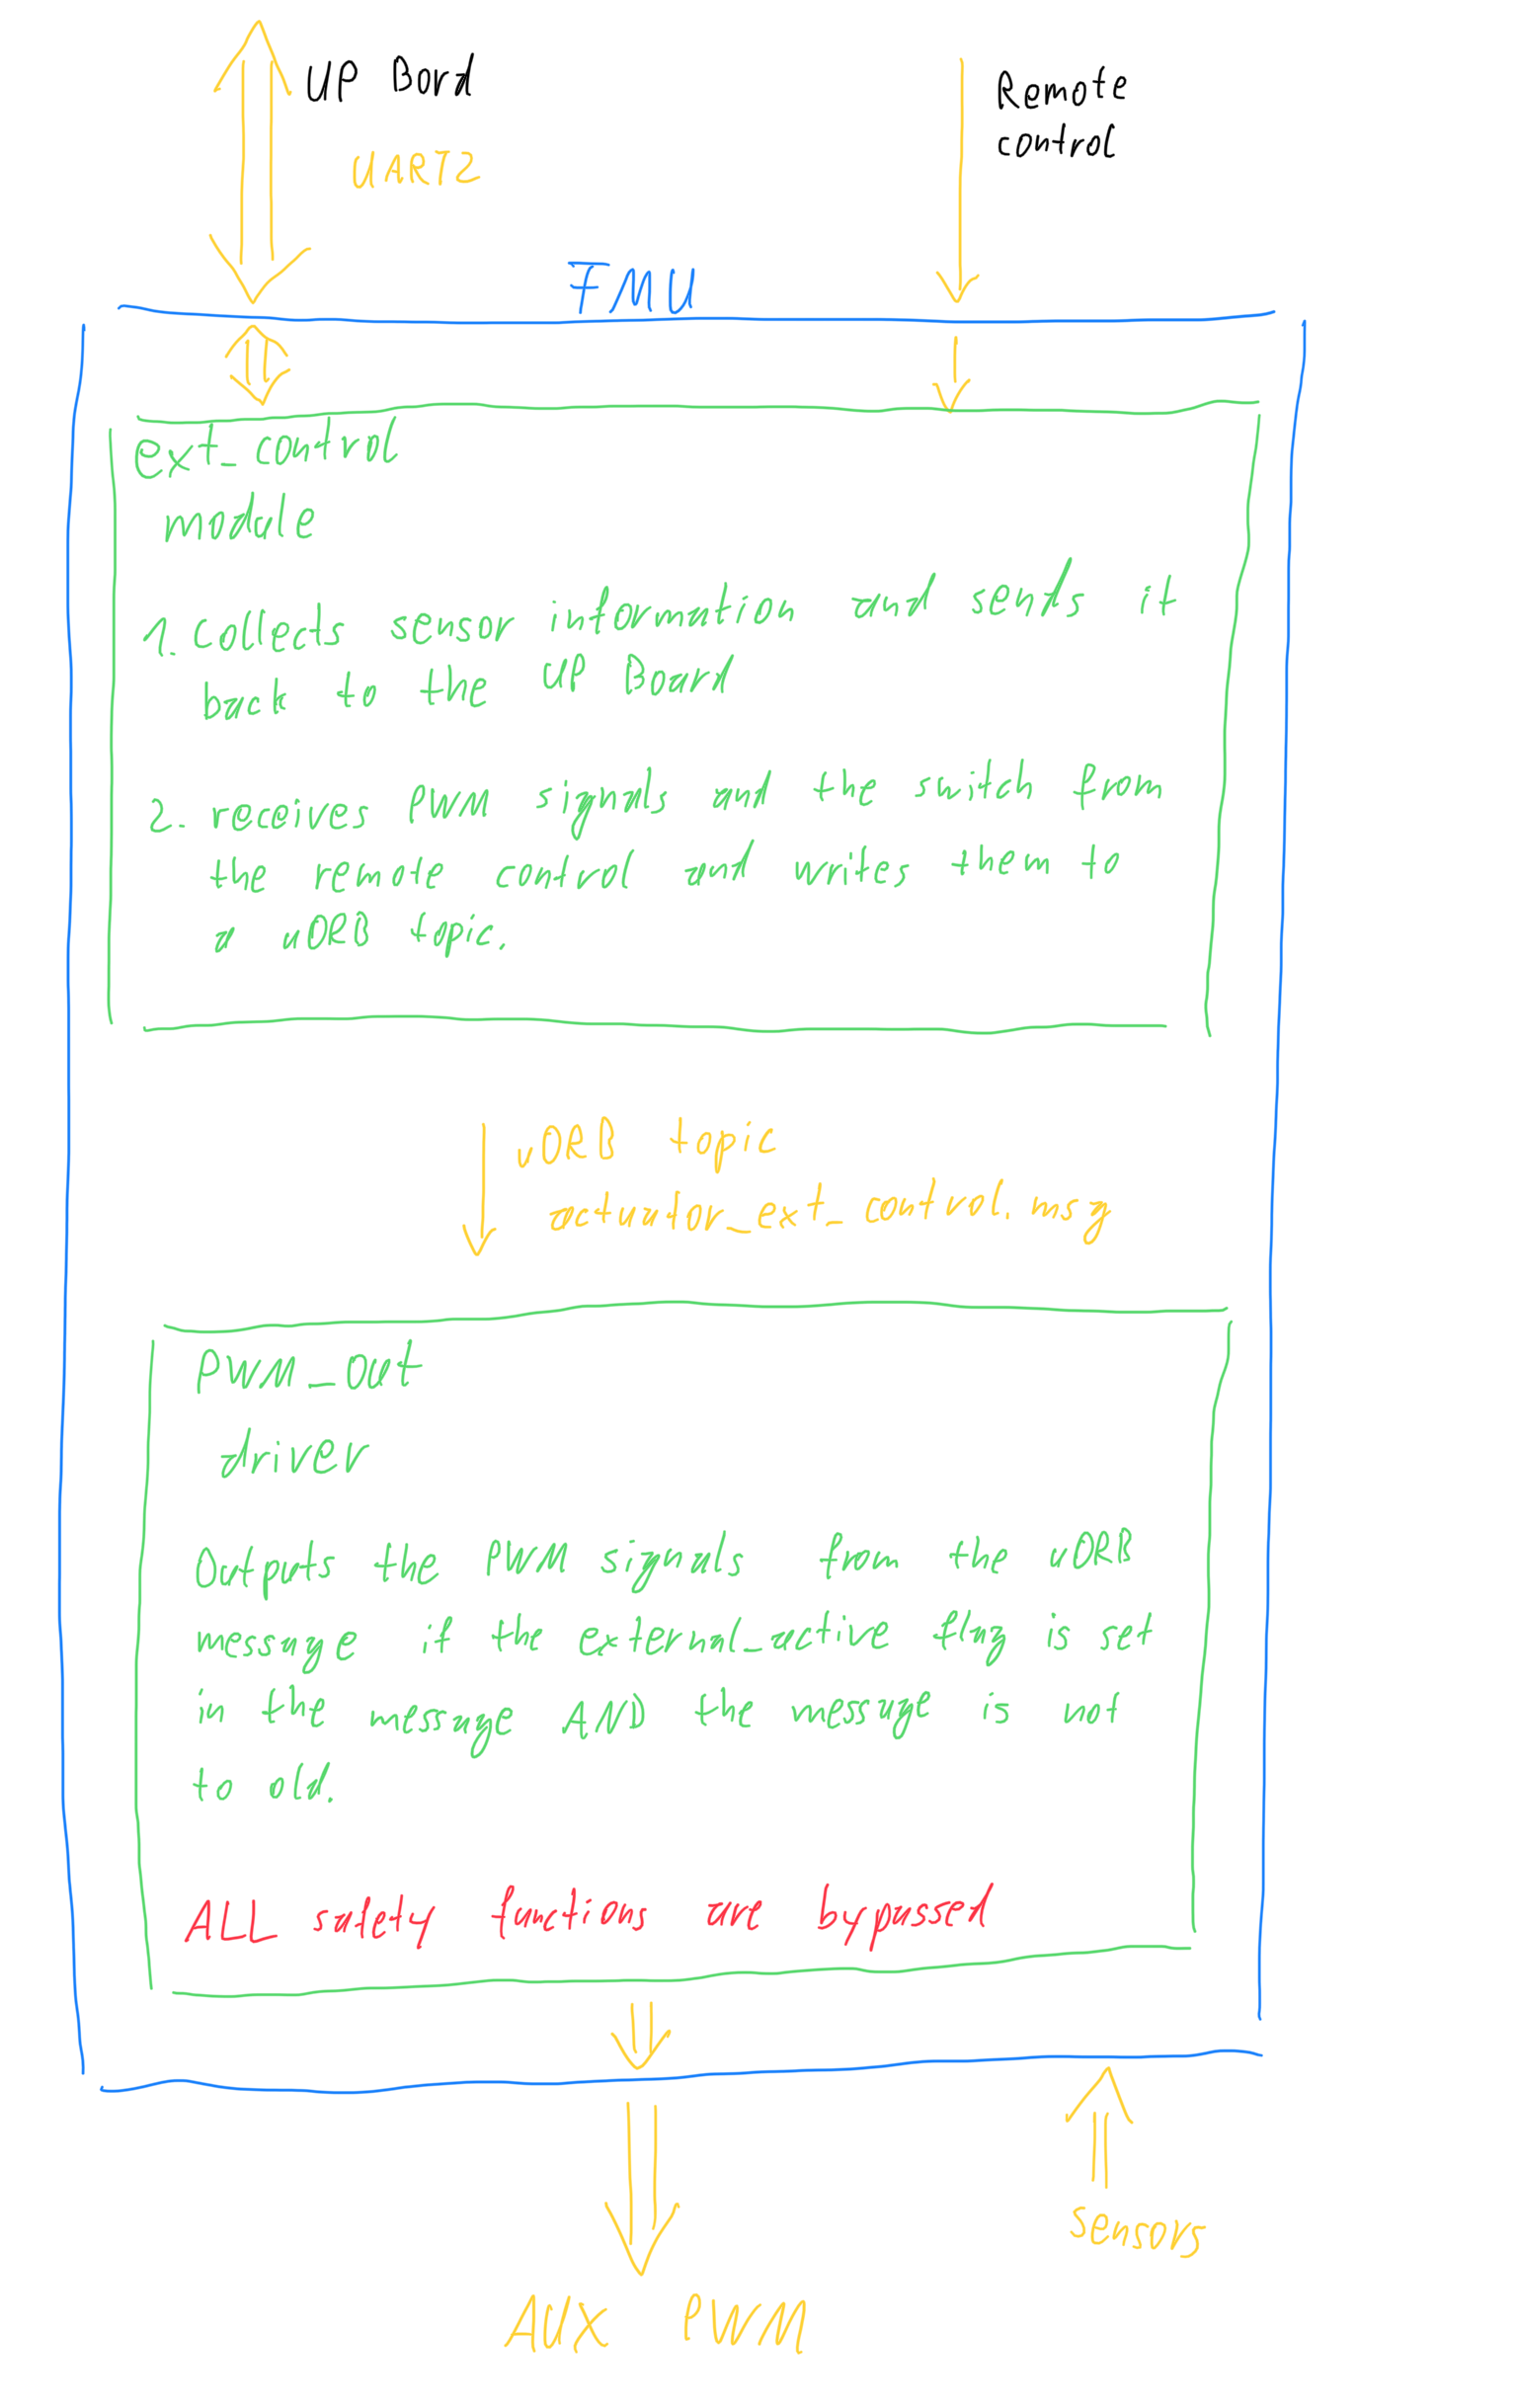 UP Bord
UART2
Remote
control
FMU
ext_control
module
1. Collects sensor information and sends it
back to the UP Board
2. receives PWM signals and the switch from
the remote control and writes them to
a uORB topic.
uORB topic
actuator_ext_control.msg
PWM_out
driver
Outputs the PWM signals from the uORB
message if the external_active flag is set
in the message AND the message is not
to old.
ALL safety functions are bypassed
sensors
AUX PWM